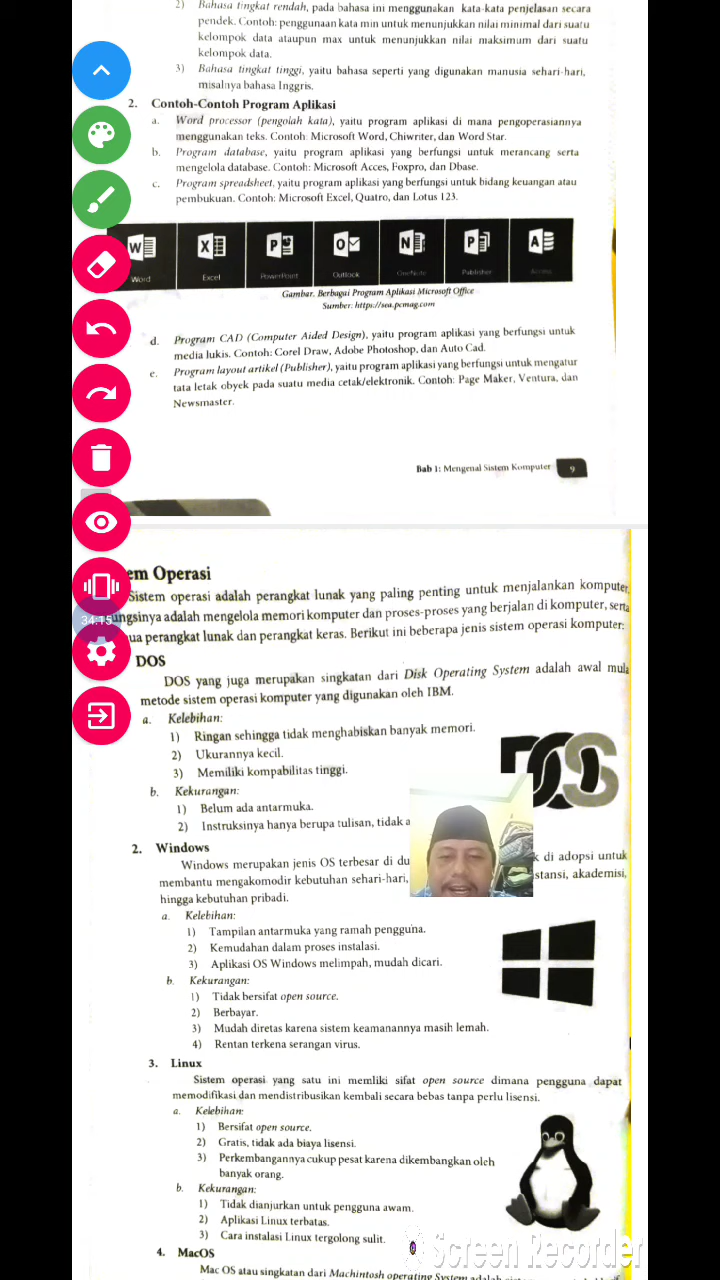 2) Bahasa tingkat rendah, pada bahasa ini menggunakan kata-kata penjelasan secara
pendek. Contoh: penggunaan kata min untuk menunjukkan nilai minimal dari suatu
kelompok data ataupun max untuk menunjukkan nilai maksimum dari suatu
kelompok data.
3) Bahasa tingkat tinggi, yaitu bahasa seperti yang digunakan manusia sehari-hari,
misalnya bahasa Inggris.
2. Contoh-Contoh Program Aplikasi
a. Word processor (pengolah kata), yaitu program aplikasi di mana pengoperasiannya
menggunakan teks. Contoh: Microsoft Word, Chiwriter, dan Word Star.
b. Program database, yaitu program aplikasi yang berfungsi untuk merancang serta
mengelola database. Contoh: Microsoft Acces, Foxpro, dan Dbase.
c. Program spreadsheet, yaitu program aplikasi yang berfungsi untuk bidang keuangan atau
pembukuan. Contoh: Microsoft Excel, Quatro, dan Lotus 123.
Word Excel PowerPoint Outlook OneNote Publisher Access
Gambar. Berbagai Program Aplikasi Microsoft Office
Sumber: https://sea.pcmag.com
d. Program CAD (Computer Aided Design), yaitu program aplikasi yang berfungsi untuk
media lukis. Contoh: Corel Draw, Adobe Photoshop, dan Auto Cad.
e. Program layout artikel (Publisher), yaitu program aplikasi yang berfungsi untuk mengatur
tata letak obyek pada suatu media cetak/elektronik. Contoh: Page Maker, Ventura, dan
Newsmaster.
Bab 1: Mengenal Sistem Komputer 9
em Operasi
Sistem operasi adalah perangkat lunak yang paling penting untuk menjalankan komputer,
34:15
ungsinya adalah mengelola memori komputer dan proses-proses yang berjalan di komputer, serta
ua perangkat lunak dan perangkat keras. Berikut ini beberapa jenis sistem operasi komputer:
DOS
DOS yang juga merupakan singkatan dari Disk Operating System adalah awal mula
metode sistem operasi komputer yang digunakan oleh IBM.
a. Kelebihan:
1) Ringan sehingga tidak menghabiskan banyak memori.
2) Ukurannya kecil.
3) Memiliki kompabilitas tinggi.
DOS
b. Kekurangan:
1) Belum ada antarmuka.
2) Instruksinya hanya berupa tulisan, tidak a
2. Windows
Windows merupakan jenis OS terbesar di du k di adopsi untuk
membantu mengakomodir kebutuhan sehari-hari, stansi, akademisi,
hingga kebutuhan pribadi.
a. Kelebihan:
1) Tampilan antarmuka yang ramah pengguna.
2) Kemudahan dalam proses instalasi.
3) Aplikasi OS Windows melimpah, mudah dicari.
b. Kekurangan:
1) Tidak bersifat open source.
2) Berbayar.
3) Mudah diretas karena sistem keamanannya masih lemah.
4) Rentan terkena serangan virus.
3. Linux
Sistem operasi yang satu ini memliki sifat open source dimana pengguna dapat
memodifikasi dan mendistribusikan kembali secara bebas tanpa perlu lisensi.
a. Kelebihan:
1) Bersifat open source.
2) Gratis, tidak ada biaya lisensi.
3) Perkembangannya cukup pesat karena dikembangkan oleh
banyak orang.
b. Kekurangan:
1) Tidak dianjurkan untuk pengguna awam.
2) Aplikasi Linux terbatas.
3) Cara instalasi Linux tergolong sulit.
Screen Recorder
4. MacOS
Mac OS atau singkatan dari Machintosh operating System adalah